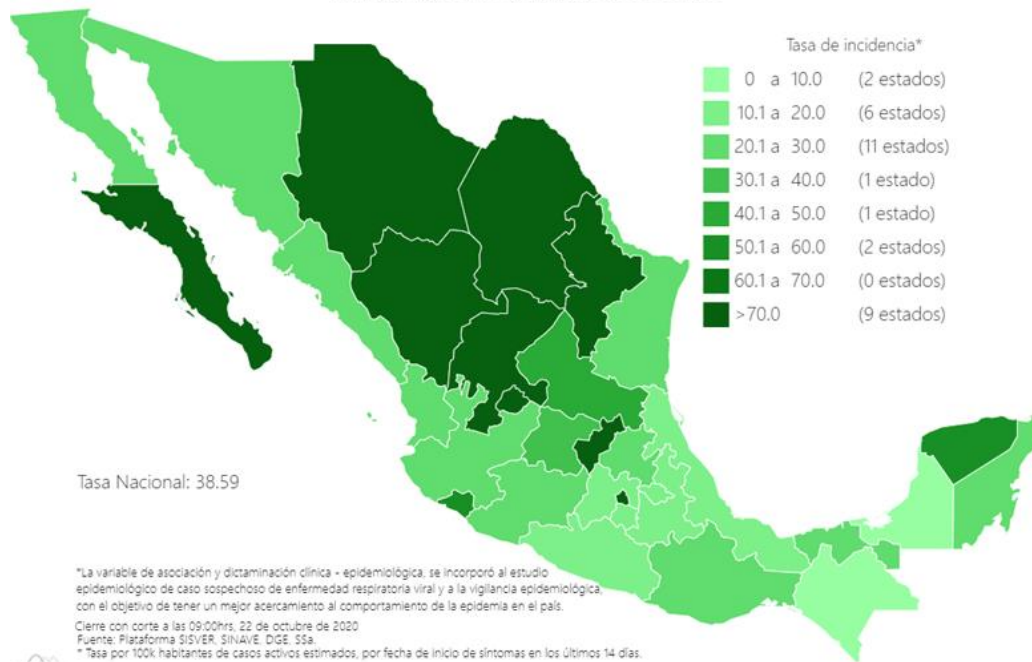 Tasa de incidencia*
0 a 10.0 (2 estados)
10.1 a 20.0 (6 estados)
20.1 a 30.0 (11 estados)
30.1 a 40.0 (1 estado)
40.1 a 50.0 (1 estado)
50.1 a 60.0 (2 estados)
60.1 a 70.0 (0 estados)
>70.0 (9 estados)
Tasa Nacional: 38.59
*La variable de asociación y dictaminación clínica - epidemiológica, se incorporó al estudio
epidemiológico de caso sospechoso de enfermedad respiratoria viral y a la vigilancia epidemiológica,
con el objetivo de tener un mejor acercamiento al comportamiento de la epidemia en el país.
Cierre con corte a las 09:00hrs, 22 de octubre de 2020
Fuente: Plataforma SISVER, SINAVE, DGE, SSa.
* Tasa por 100k habitantes de casos activos estimados, por fecha de inicio de síntomas en los últimos 14 días.